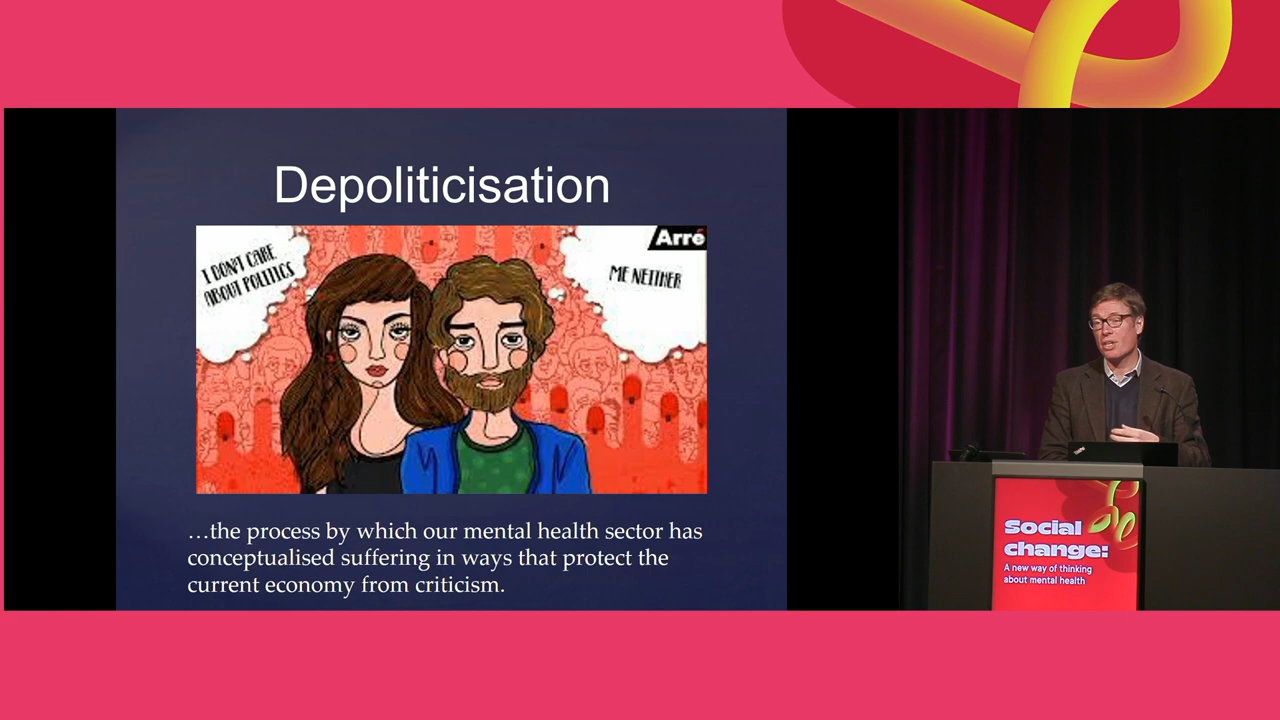 Depoliticisation
I DON'T CARE
ABOUT POLITICS
ME NEITHER
Arré
…the process by which our mental health sector has
conceptualised suffering in ways that protect the
current economy from criticism.
Social
change:
A new way of thinking
about mental health